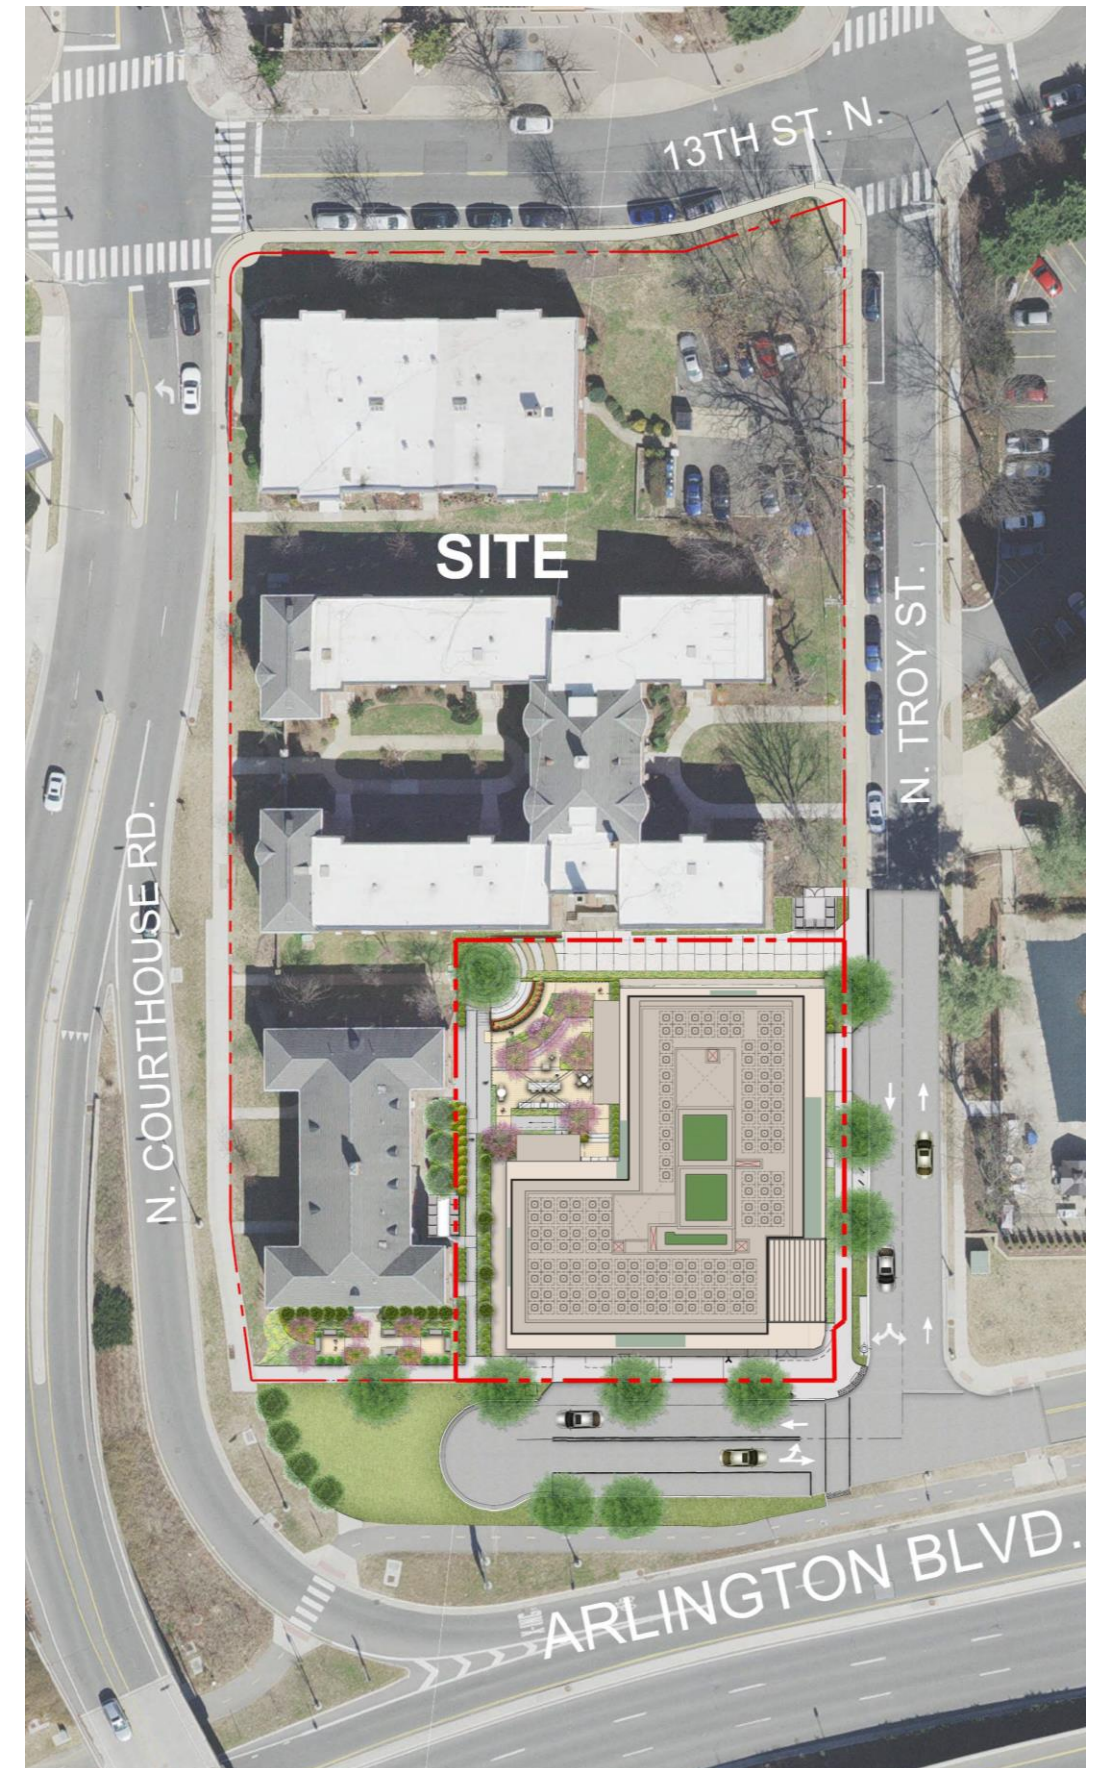 13TH ST. N.
SITE
N. TROY ST.
N. COURTHOUSE RD.
ARLINGTON BLVD.